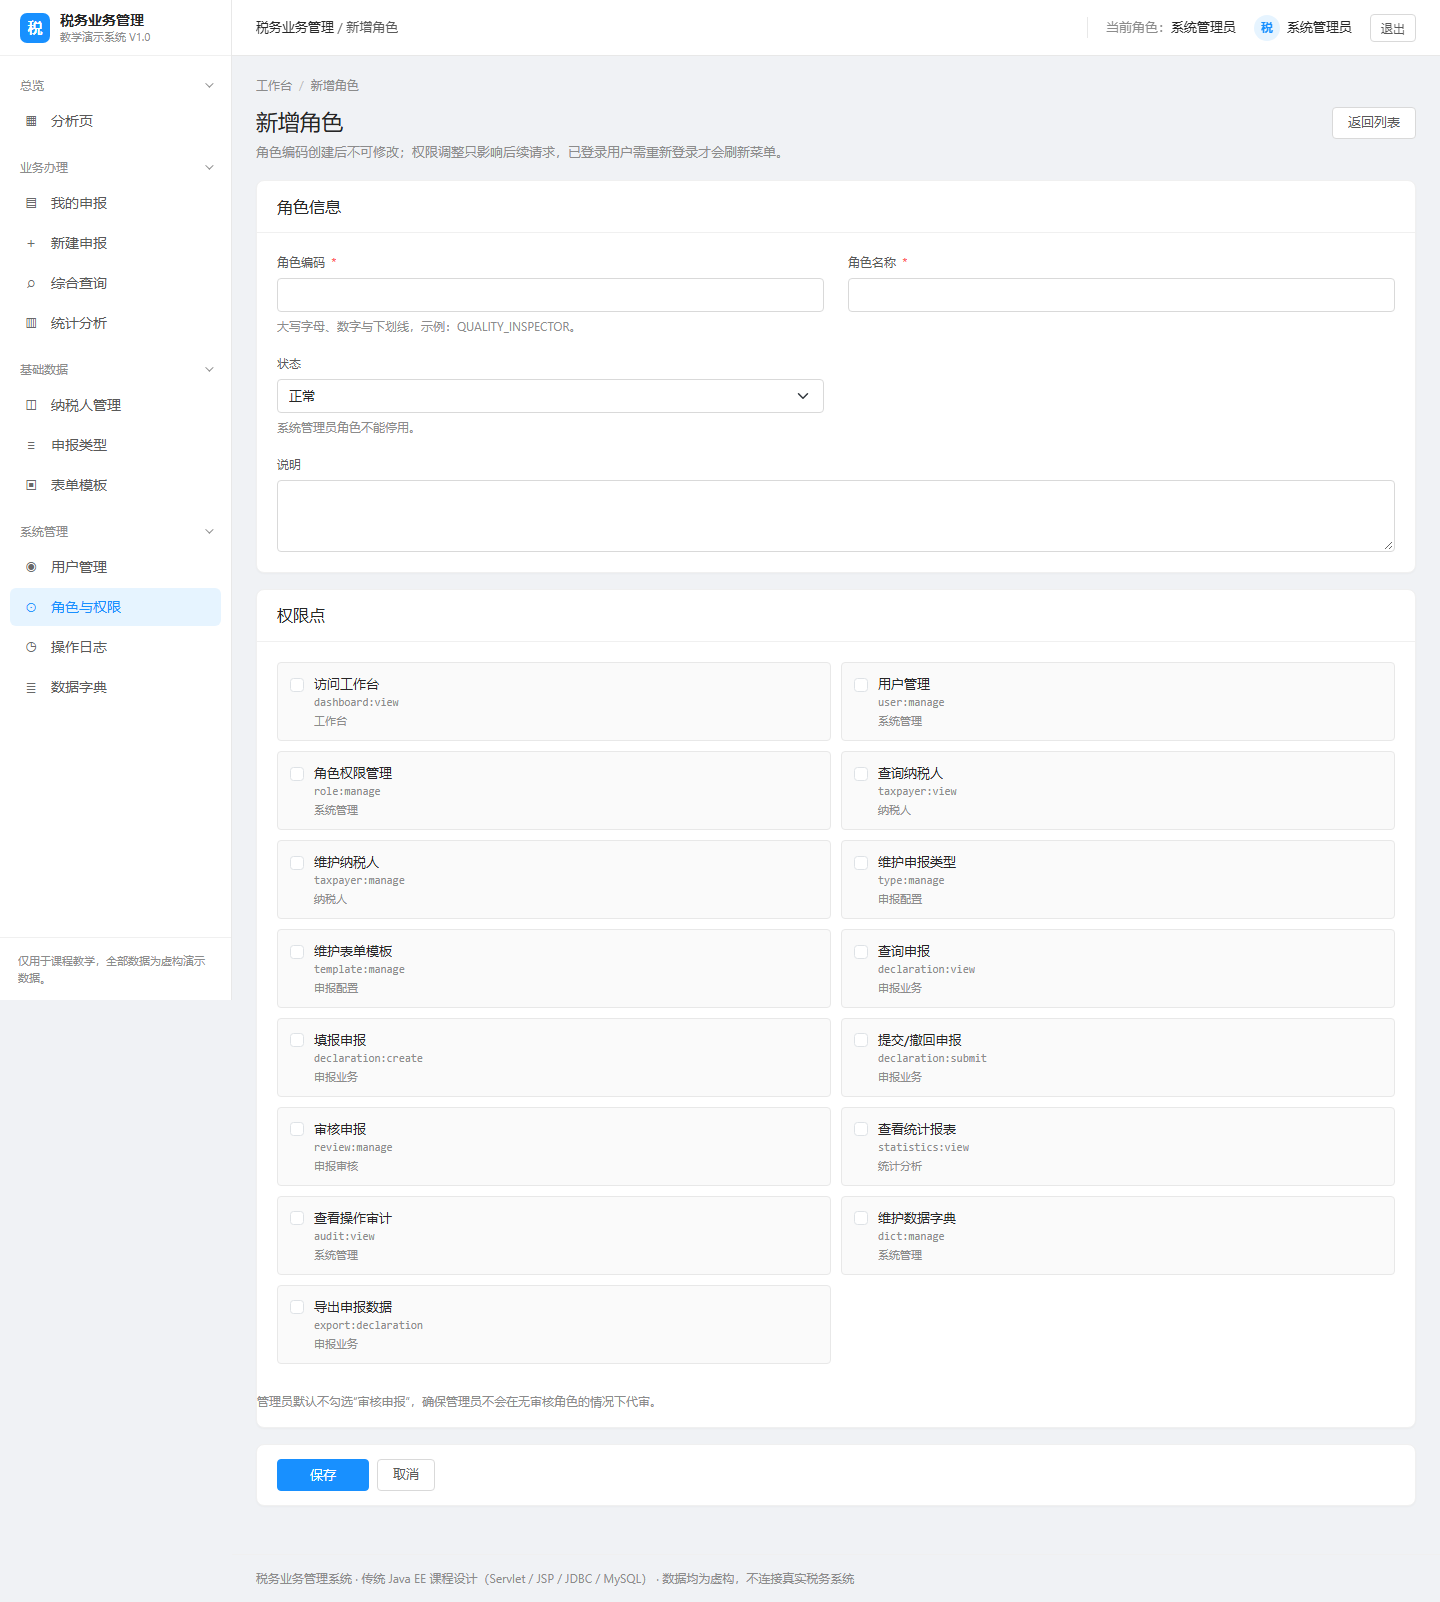 税
税务业务管理
教学演示系统 V1.0
总览
分析页
业务办理
我的申报
新建申报
综合查询
统计分析
基础数据
纳税人管理
申报类型
表单模板
系统管理
用户管理
角色与权限
操作日志
数据字典
仅用于课程教学，全部数据为虚构演示
数据。
税务业务管理 / 新增角色
当前角色：系统管理员
税 系统管理员
退出
工作台 / 新增角色
新增角色
返回列表
角色编码创建后不可修改；权限调整只影响后续请求，已登录用户需重新登录才会刷新菜单。
角色信息
角色编码 *
角色名称 *
大写字母、数字与下划线，示例：QUALITY_INSPECTOR。
状态
正常
系统管理员角色不能停用。
说明
权限点
访问工作台
dashboard:view
工作台
用户管理
user:manage
系统管理
角色权限管理
role:manage
系统管理
查询纳税人
taxpayer:view
纳税人
维护纳税人
taxpayer:manage
纳税人
维护申报类型
type:manage
申报配置
维护表单模板
template:manage
申报配置
查询申报
declaration:view
申报业务
填报申报
declaration:create
申报业务
提交/撤回申报
declaration:submit
申报业务
审核申报
review:manage
申报审核
查看统计报表
statistics:view
统计分析
查看操作审计
audit:view
系统管理
维护数据字典
dict:manage
系统管理
导出申报数据
export:declaration
申报业务
管理员默认不勾选“审核申报”，确保管理员不会在无审核角色的情况下代审。
保存
取消
税务业务管理系统 · 传统 Java EE 课程设计（Servlet / JSP / JDBC / MySQL） · 数据均为虚构，不连接真实税务系统